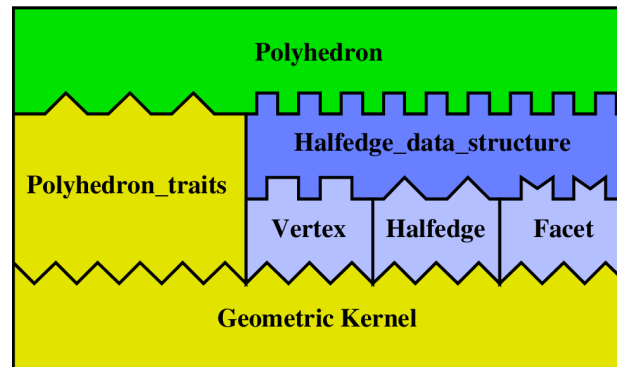 Polyhedron
Halfedge_data_structure
Polyhedron_traits
Vertex
Halfedge
Facet
Geometric Kernel